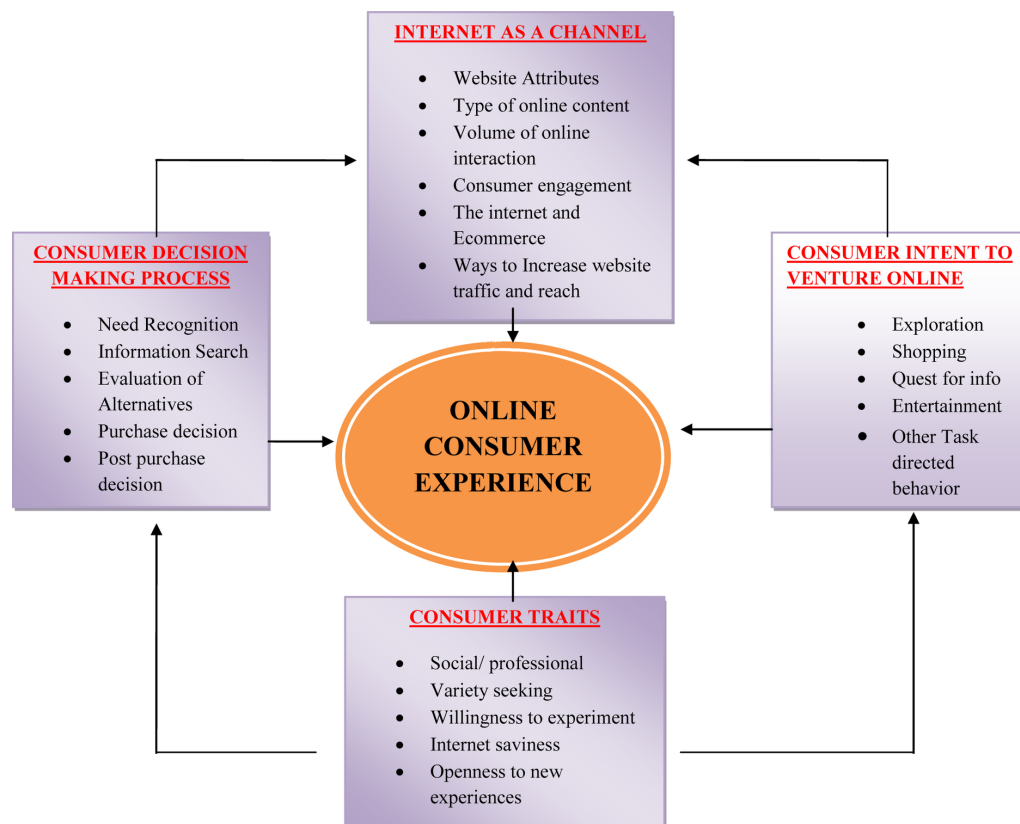 INTERNET AS A CHANNEL
• Website Attributes
• Type of online content
• Volume of online
interaction
• Consumer engagement
• The internet and
Ecommerce
• Ways to Increase website
traffic and reach
CONSUMER DECISION
MAKING PROCESS
• Need Recognition
• Information Search
• Evaluation of
Alternatives
• Purchase decision
• Post purchase
decision
ONLINE
CONSUMER
EXPERIENCE
CONSUMER INTENT TO
VENTURE ONLINE
• Exploration
• Shopping
• Quest for info
• Entertainment
• Other Task
directed
behavior
CONSUMER TRAITS
• Social/ professional
• Variety seeking
• Willingness to experiment
• Internet saviness
• Openness to new
experiences